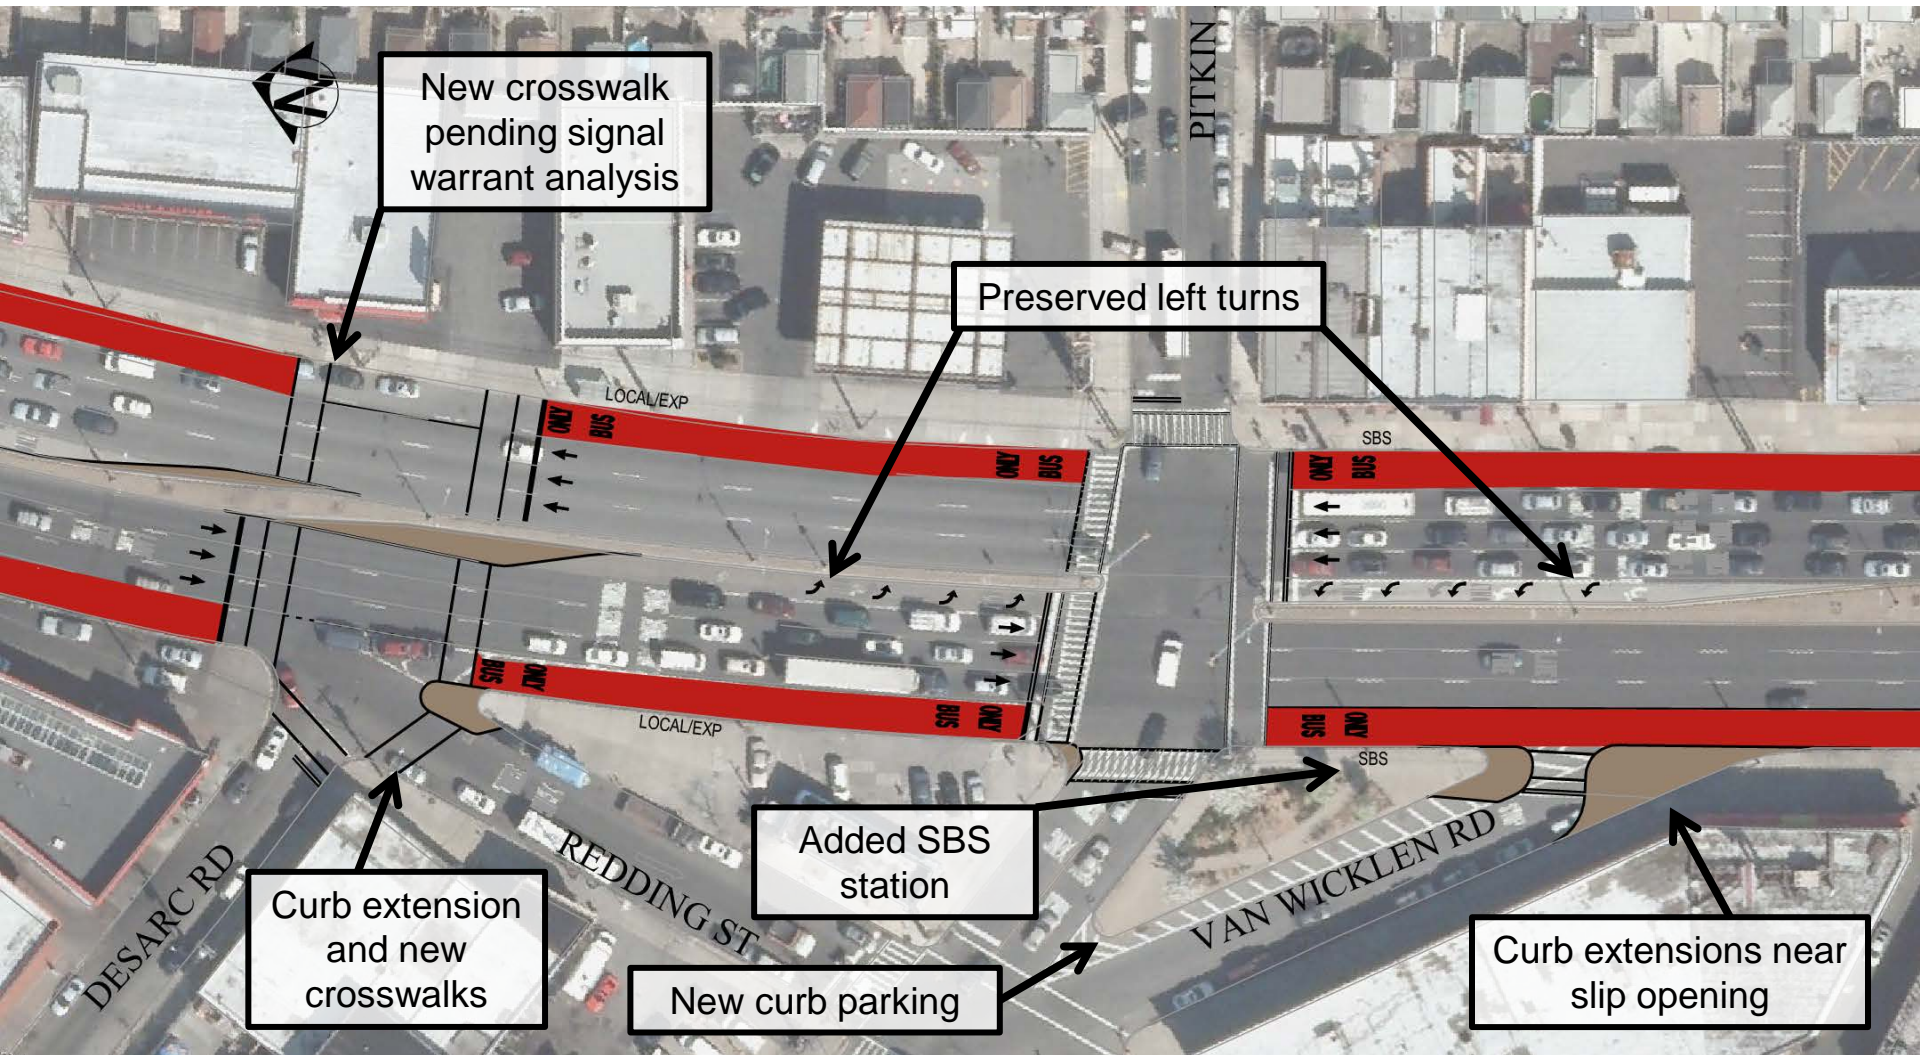 N
New crosswalk
pending signal
warrant analysis
PITKIN
Preserved left turns
LOCAL/EXP
ONLY
BUS
ONLY
BUS
SBS
ONLY
BUS
BUS
ONLY
LOCAL/EXP
BUS
ONLY
BUS
ONLY
SBS
Added SBS
station
REDDING ST
VAN WICKLEN RD
DESARC RD
Curb extension
and new
crosswalks
New curb parking
Curb extensions near
slip opening